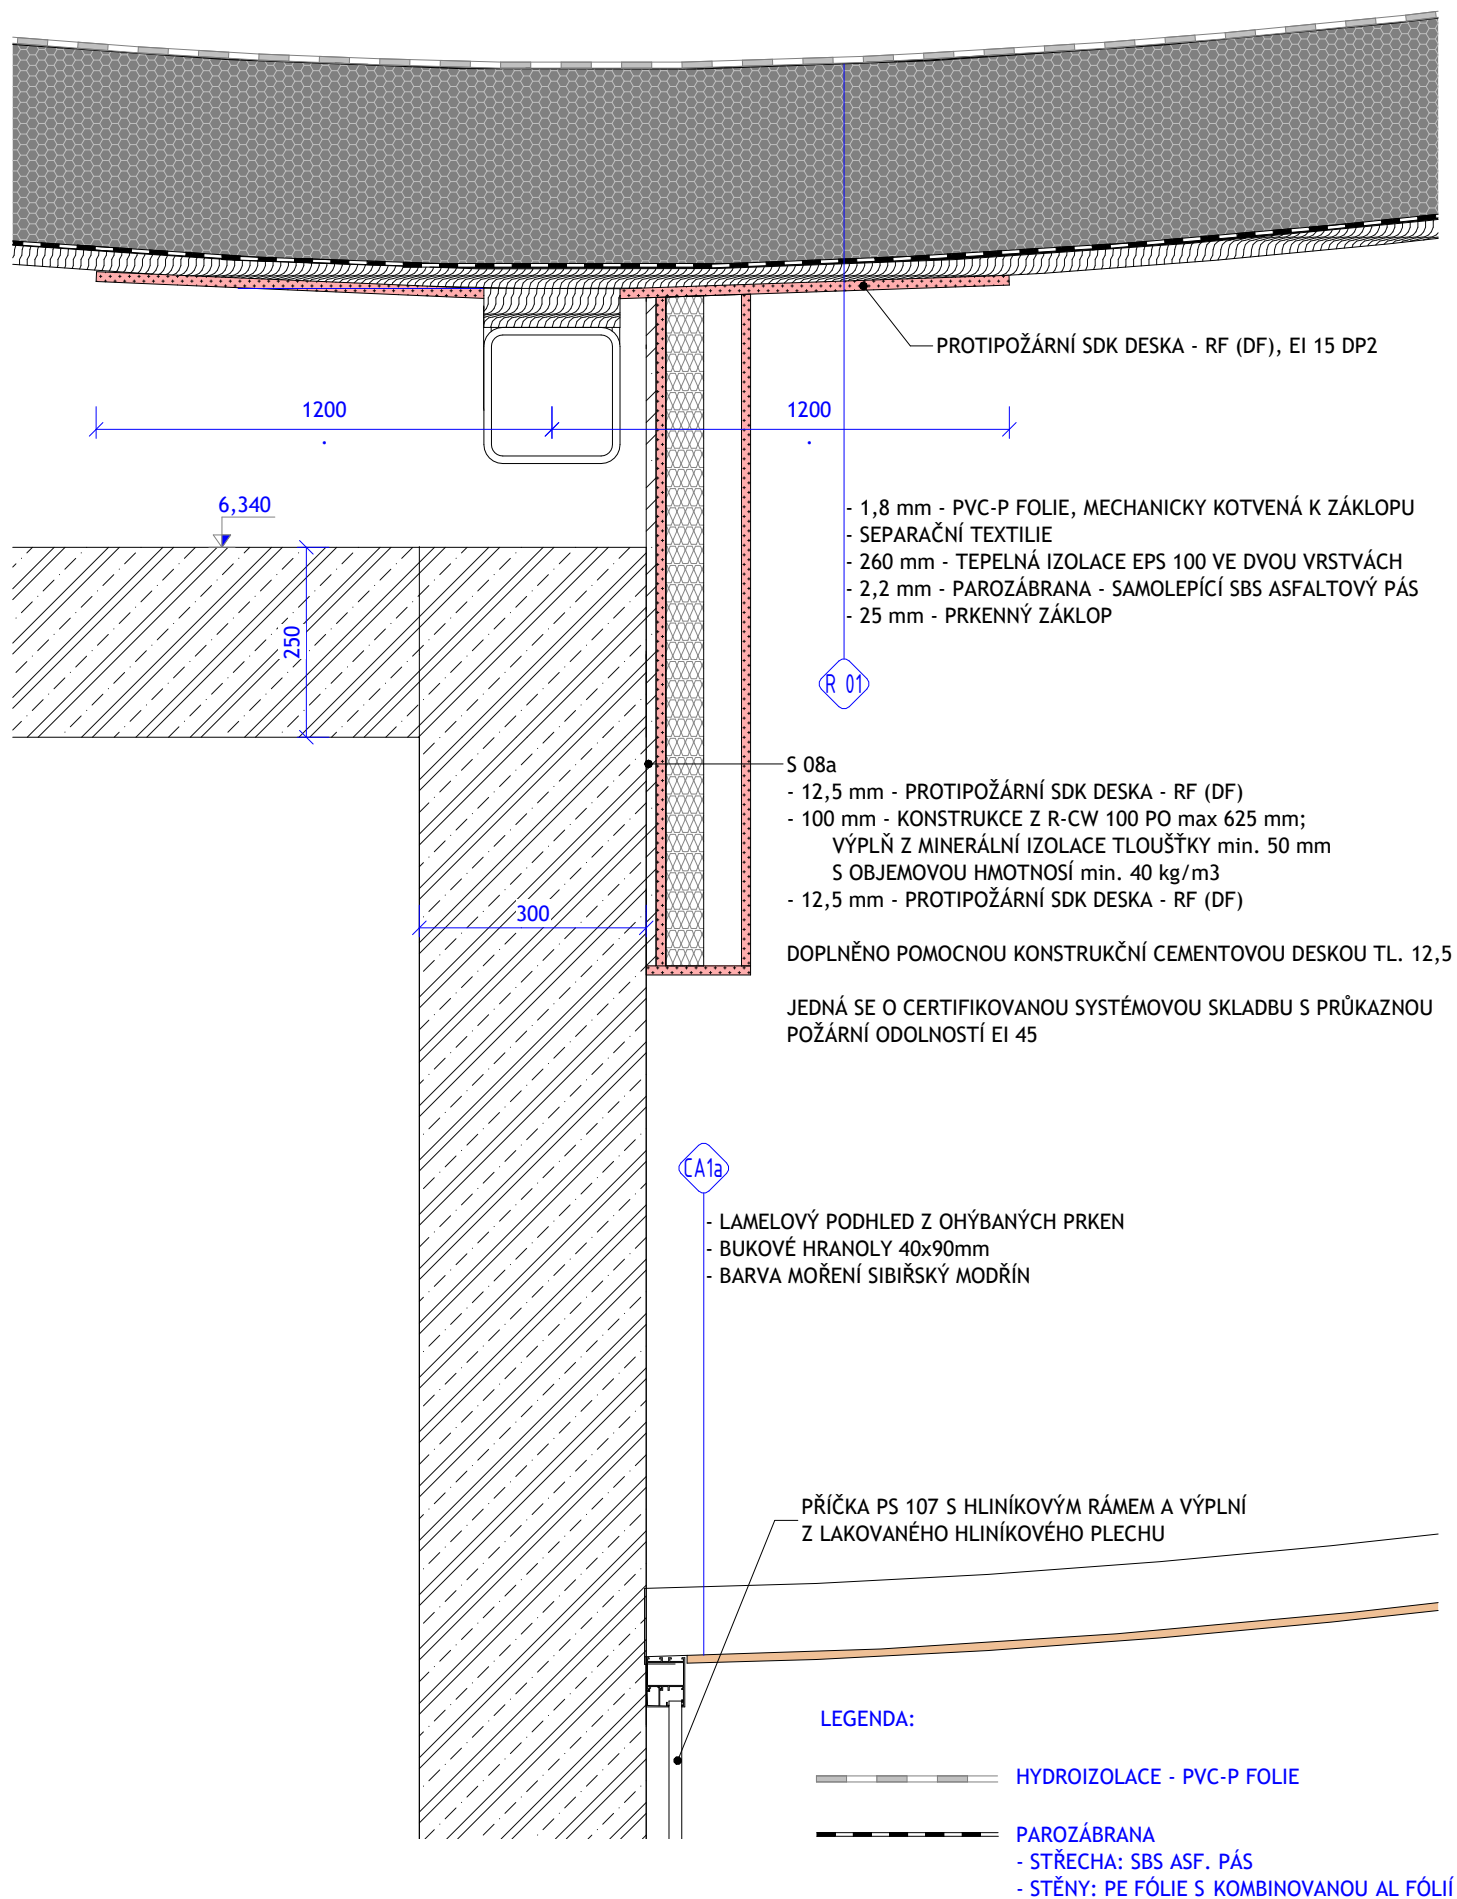 PROTIPOŽÁRNÍ SDK DESKA - RF (DF), EI 15 DP2
1200
1200
6,340
- 1,8 mm - PVC-P FOLIE, MECHANICKY KOTVENÁ K ZÁKLOPU
- SEPARAČNÍ TEXTILIE
- 260 mm - TEPELNÁ IZOLACE EPS 100 VE DVOU VRSTVÁCH
- 2,2 mm - PAROZÁBRANA - SAMOLEPÍCÍ SBS ASFALTOVÝ PÁS
- 25 mm - PRKENNÝ ZÁKLOP
250
R 01
S 08a
- 12,5 mm - PROTIPOŽÁRNÍ SDK DESKA - RF (DF)
- 100 mm - KONSTRUKCE Z R-CW 100 PO max 625 mm;
VÝPLŇ Z MINERÁLNÍ IZOLACE TLOUŠŤKY min. 50 mm
S OBJEMOVOU HMOTNOSÍ min. 40 kg/m3
- 12,5 mm - PROTIPOŽÁRNÍ SDK DESKA - RF (DF)
300
DOPLNĚNO POMOCNOU KONSTRUKČNÍ CEMENTOVOU DESKOU TL. 12,5
JEDNÁ SE O CERTIFIKOVANOU SYSTÉMOVOU SKLADBU S PRŮKAZNOU
POŽÁRNÍ ODOLNOSTÍ EI 45
CA1a
- LAMELOVÝ PODHLED Z OHÝBANÝCH PRKEN
- BUKOVÉ HRANOLY 40x90mm
- BARVA MOŘENÍ SIBIŘSKÝ MODŘÍN
PŘÍČKA PS 107 S HLINÍKOVÝM RÁMEM A VÝPLNÍ
Z LAKOVANÉHO HLINÍKOVÉHO PLECHU
LEGENDA:
HYDROIZOLACE - PVC-P FOLIE
PAROZÁBRANA
- STŘECHA: SBS ASF. PÁS
- STĚNY: PE FÓLIE S KOMBINOVANOU AL FÓLIÍ